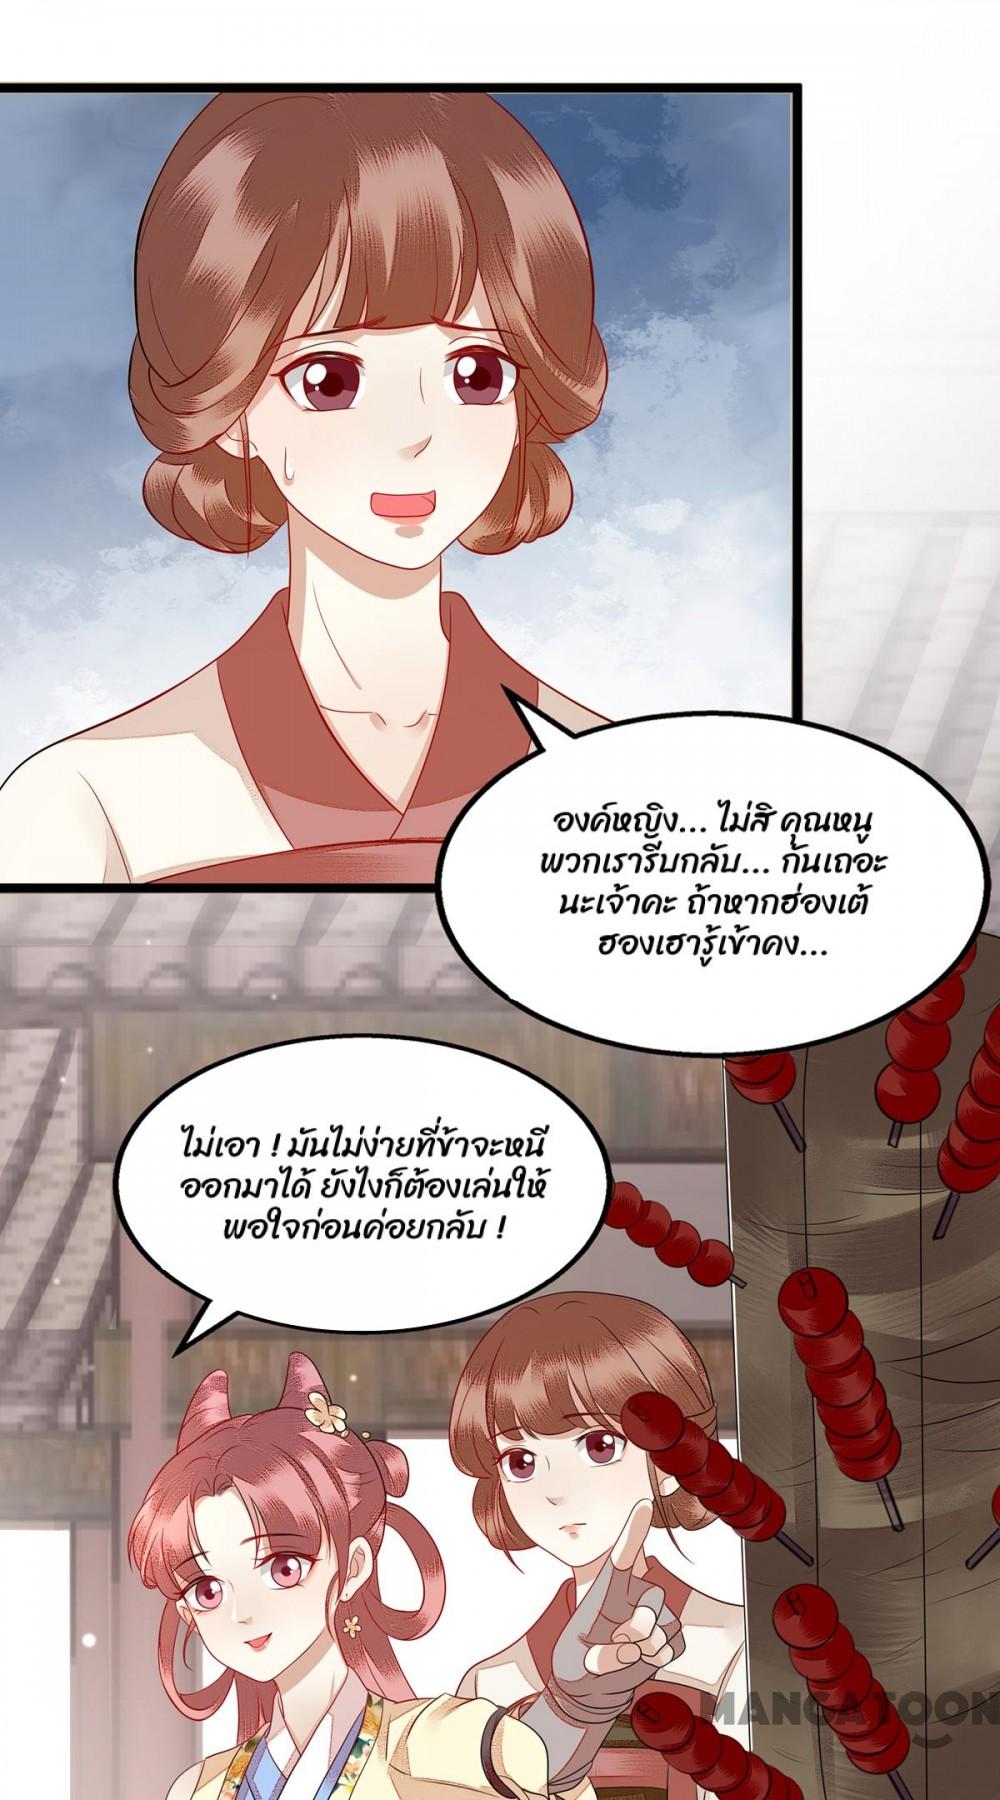 องค์หญิง... ไม่สิ คุณหนู
พวกเรารีบกลับ... กันเถอะ
นะเจ้าคะ ถ้าหากฮ่องเต้
ฮองเฮารู้เข้าคง...
ไม่เอา ! มันไม่ง่ายที่ข้าจะหนี
ออกมาได้ ยังไงก็ต้องเล่นให้
พอใจก่อนค่อยกลับ !
MANGATOON